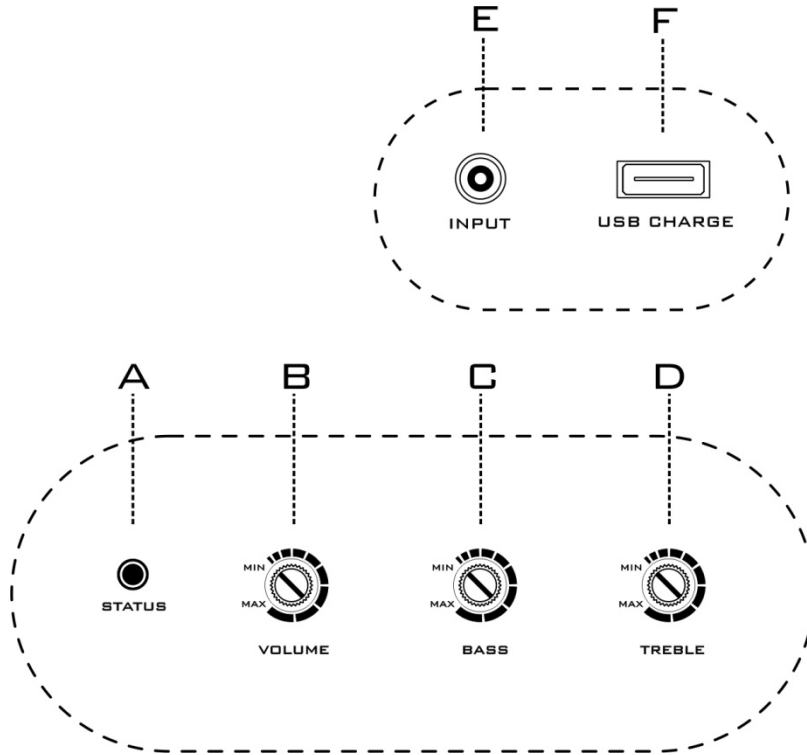 E F
INPUT USB CHARGE
A B C D
MIN MIN MIN
STATUS MAX MAX MAX
VOLUME BASS TREBLE